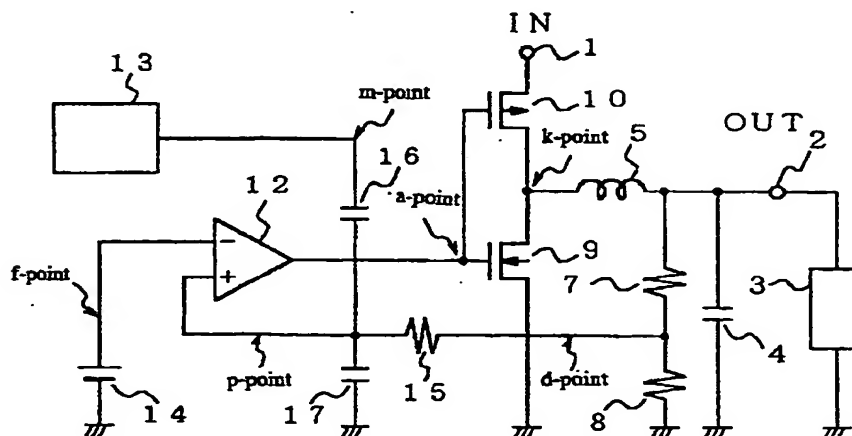 IN
1
13
m-point
10
OUT
k-point
5
2
16
12
a-point
f-point
9
7
3
4
p-point
d-point
14
17
15
8
-
+